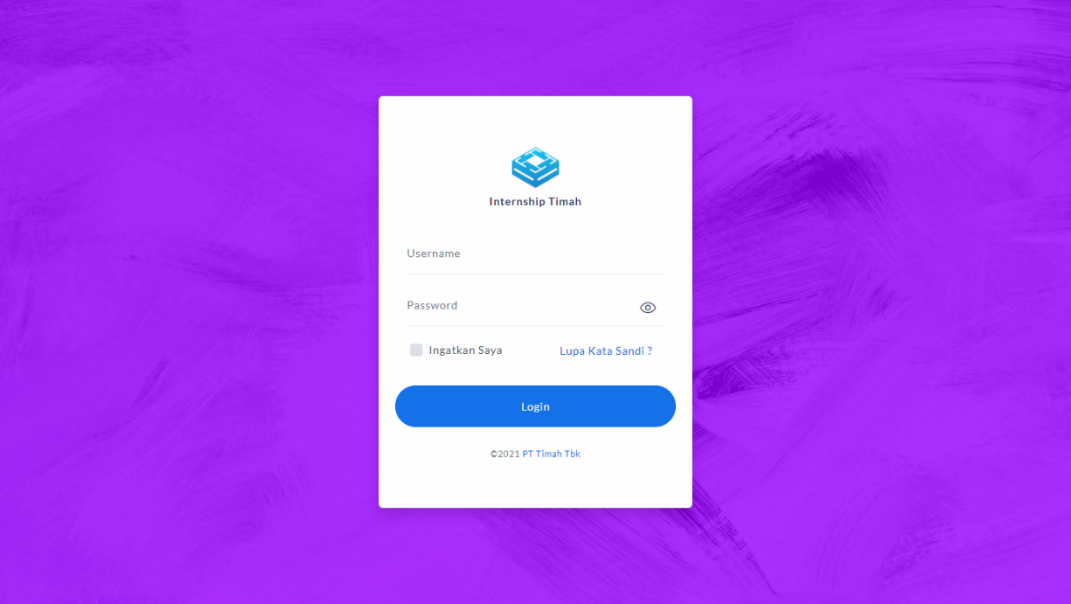 Internship Timah
Username
Password
Ingatkan Saya
Lupa Kata Sandi ?
Login
©2021 PT Timah Tbk